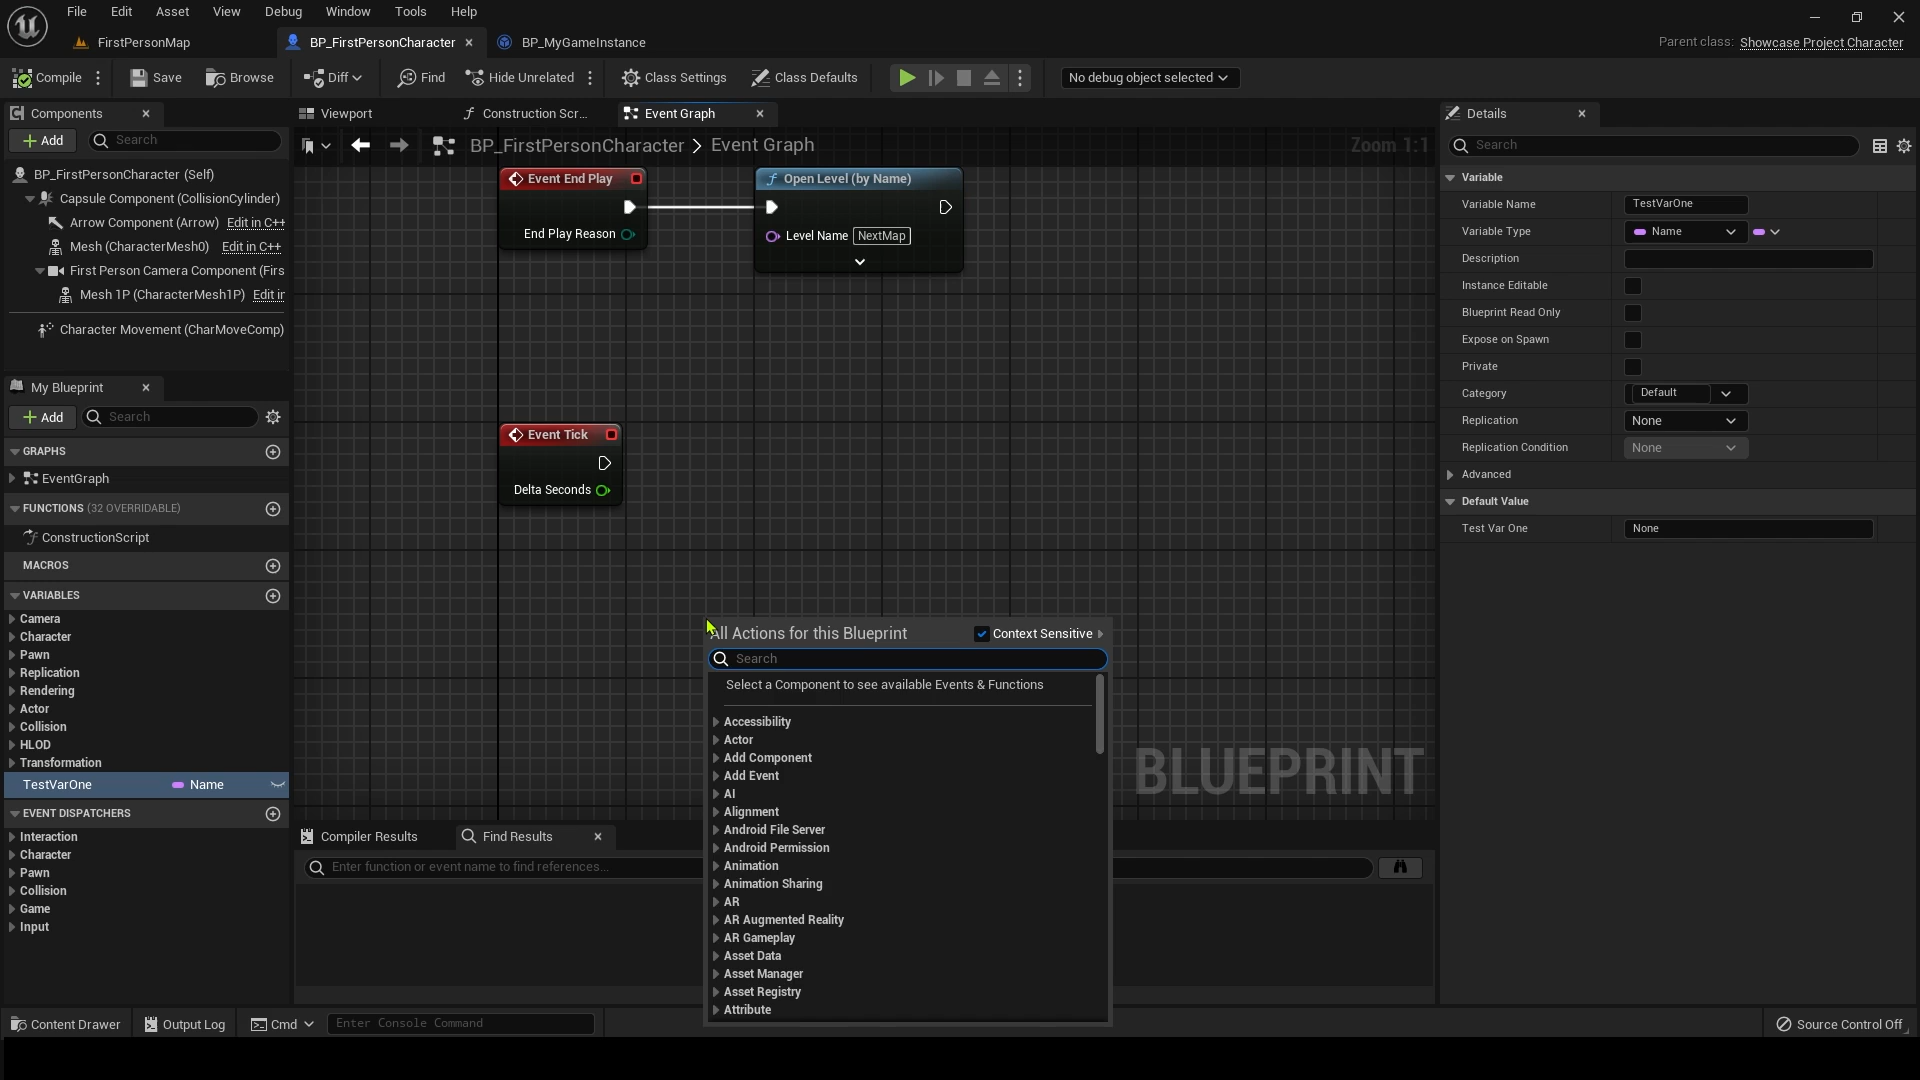 File Edit Asset View Debug Window Tools Help
FirstPersonMap BP_FirstPersonCharacter BP_MyGameInstance
Parent class: Showcase Project Character
Compile Save Browse Diff Find Hide Unrelated Class Settings Class Defaults No debug object selected
Components
Add Search
BP_FirstPersonCharacter (Self)
Capsule Component (CollisionCylinder)
Arrow Component (Arrow) Edit in C++
Mesh (CharacterMesh0) Edit in C++
First Person Camera Component (Firs
Mesh 1P (CharacterMesh1P) Edit in
Character Movement (CharMoveComp)
My Blueprint
Add Search
GRAPHS
EventGraph
FUNCTIONS (32 OVERRIDABLE)
ConstructionScript
MACROS
VARIABLES
Camera
Character
Pawn
Replication
Rendering
Actor
Collision
HLOD
Transformation
TestVarOne Name
EVENT DISPATCHERS
Interaction
Character
Pawn
Collision
Game
Input
Viewport Construction Scr... Event Graph
BP_FirstPersonCharacter > Event Graph Zoom 1:1
Event End Play
End Play Reason
Open Level (by Name)
Level Name NextMap
Event Tick
Delta Seconds
All Actions for this Blueprint Context Sensitive
Search
Select a Component to see available Events & Functions
Accessibility
Actor
Add Component
Add Event
AI
Alignment
Android File Server
Android Permission
Animation
Animation Sharing
AR
AR Augmented Reality
AR Gameplay
Asset Data
Asset Manager
Asset Registry
Attribute
BLUEPRINT
Compiler Results Find Results
Enter function or event name to find references...
Details
Search
Variable
Variable Name TestVarOne
Variable Type Name
Description
Instance Editable
Blueprint Read Only
Expose on Spawn
Private
Category Default
Replication None
Replication Condition None
Advanced
Default Value
Test Var One None
Content Drawer Output Log Cmd Enter Console Command Source Control Off